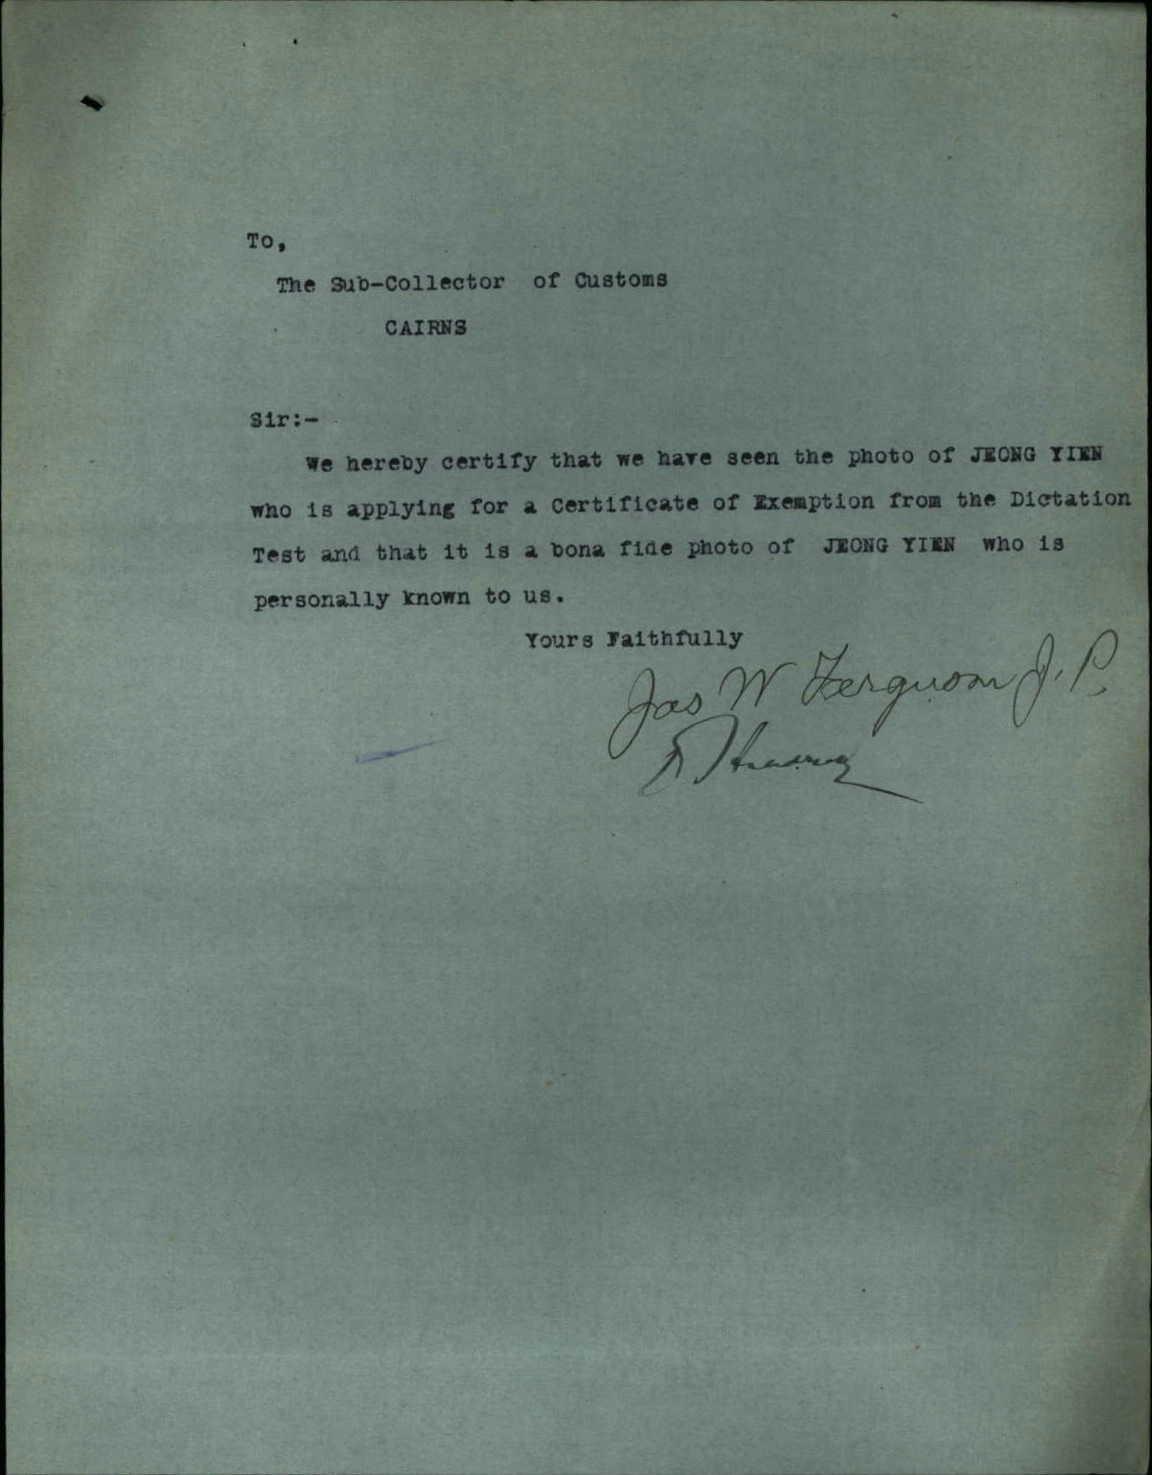 To,
The Sub-Collector of Customs
CAIRNS
Sir:-
We hereby certify that we have seen the photo of JEONG YIEN
who is applying for a Certificate of Exemption from the Dictation
Test and that it is a bona fide photo of JEONG YIEN who is
personally known to us.
Yours Faithfully
Jas W Ferguson J.P.